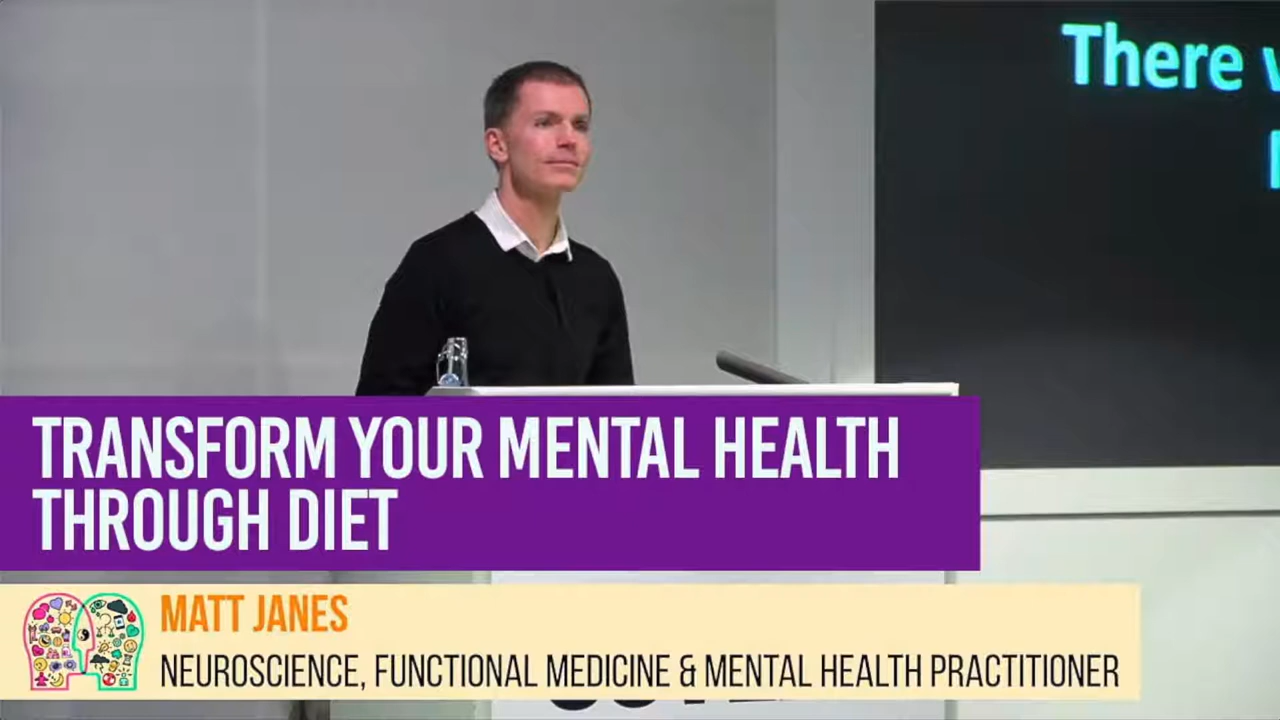 There
TRANSFORM YOUR MENTAL HEALTH
THROUGH DIET
MATT JANES
NEUROSCIENCE, FUNCTIONAL MEDICINE & MENTAL HEALTH PRACTITIONER